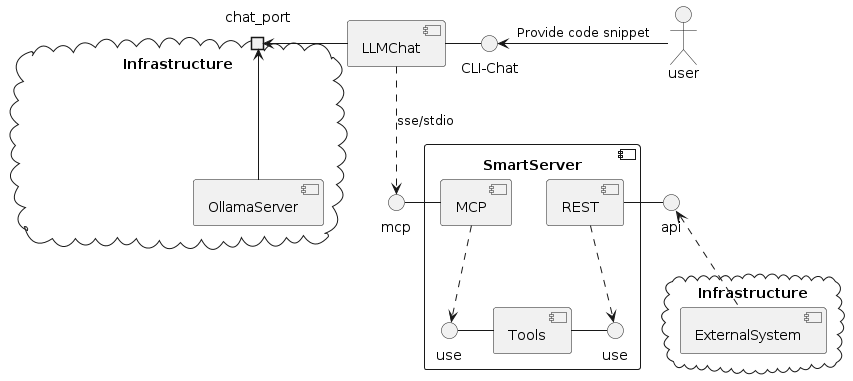 chat_port
LLMChat
Provide code snippet
CLI-Chat
user
Infrastructure
sse/stdio
OllamaServer
SmartServer
mcp
MCP
REST
api
use
Tools
use
Infrastructure
ExternalSystem